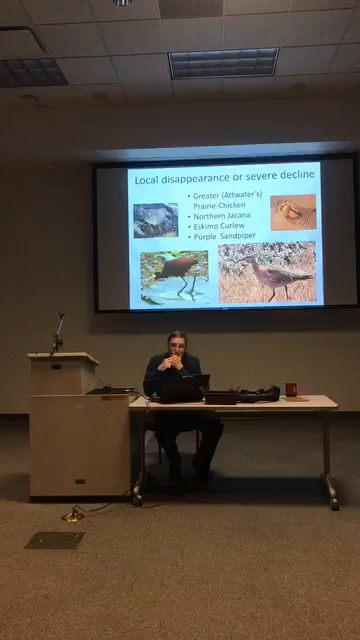 Local disappearance or severe decline
• Greater (Attwater's)
Prairie-Chicken
• Northern Jacana
• Eskimo Curlew
• Purple Sandpiper